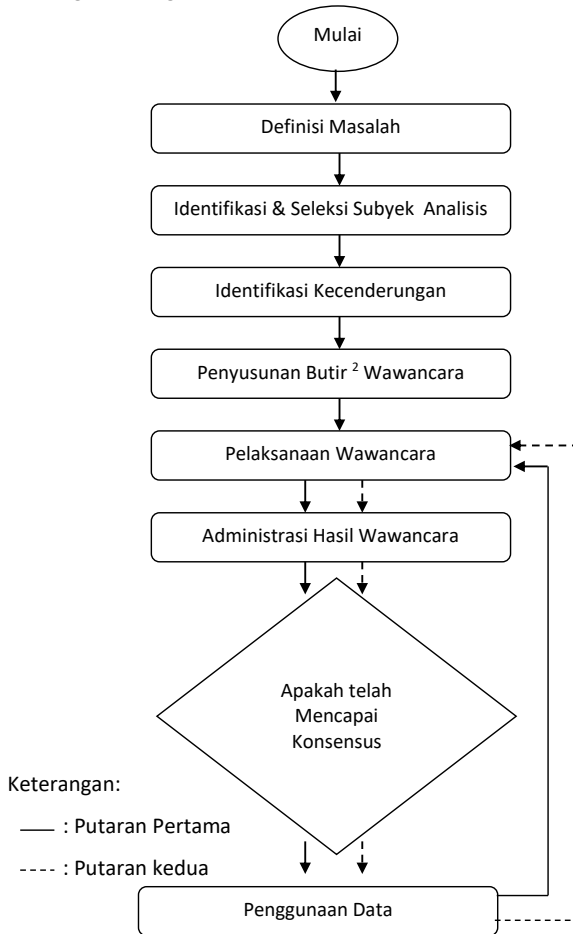 Mulai
Definisi Masalah
Identifikasi & Seleksi Subyek Analisis
Identifikasi Kecenderungan
Penyusunan Butir ² Wawancara
Pelaksanaan Wawancara
Administrasi Hasil Wawancara
Apakah telah
Mencapai
Konsensus
Keterangan:
: Putaran Pertama
: Putaran kedua
Penggunaan Data